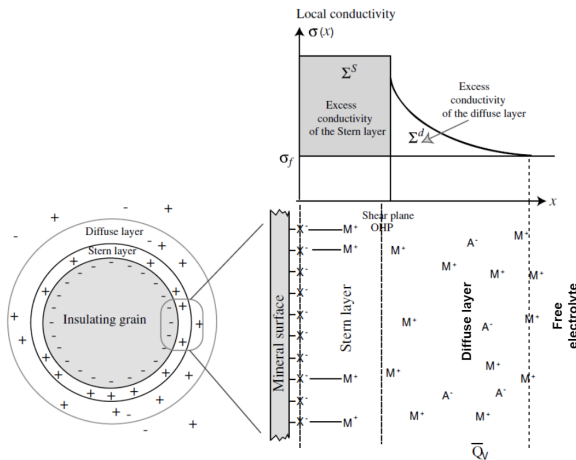 Local conductivity
σ(x)
Σ^S
Excess
conductivity
of the Stern layer
Excess
conductivity
of the diffuse layer
Σ^d
σ_f
x
Diffuse layer
Stern layer
Insulating grain
Shear plane
OHP
Mineral surface
Stern layer
Diffuse layer
Free
electrolyte
X⁻ M⁺
X⁻ M⁺
X⁻
X⁻
X⁻
X⁻
X⁻
X⁻ M⁺
X⁻
X⁻ M⁺
M⁺
A⁻
M⁺
M⁺
M⁺
M⁺
M⁺
M⁺
A⁻
M⁺
M⁺
M⁺
A⁻
A⁻
M⁺
M⁺
M⁺
Q̅_V